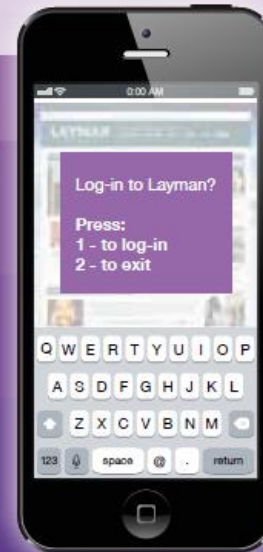 0:00 AM
LAYMAN
Log-in to Layman?
Press:
1 - to log-in
2 - to exit
Q W E R T Y U I O P
A S D F G H J K L
Z X C V B N M
123 space @ . return